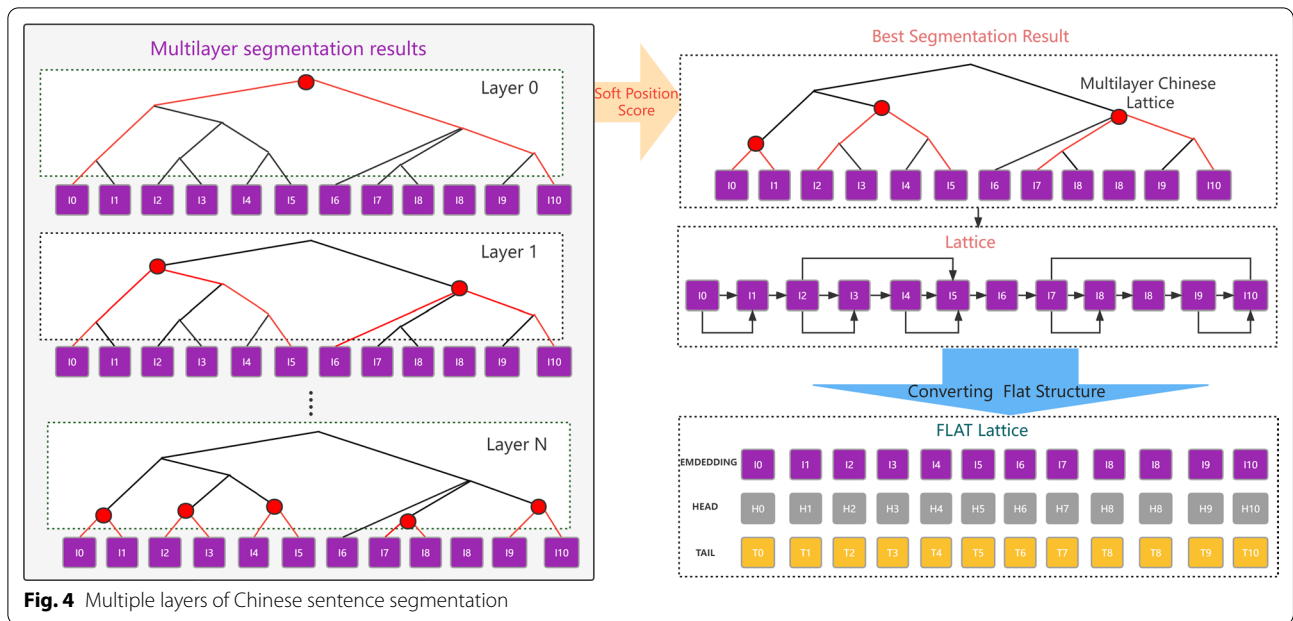 Multilayer segmentation results
Layer 0
I0 I1 I2 I3 I4 I5 I6 I7 I8 I8 I9 I10
Layer 1
I0 I1 I2 I3 I4 I5 I6 I7 I8 I8 I9 I10
Layer N
I0 I1 I2 I3 I4 I5 I6 I7 I8 I8 I9 I10
Soft Position
Score
Best Segmentation Result
Multilayer Chinese
Lattice
I0 I1 I2 I3 I4 I5 I6 I7 I8 I8 I9 I10
Lattice
I0 I1 I2 I3 I4 I5 I6 I7 I8 I8 I9 I10
Converting Flat Structure
FLAT Lattice
EMDEDDING I0 I1 I2 I3 I4 I5 I6 I7 I8 I8 I9 I10
HEAD H0 H1 H2 H3 H4 H5 H6 H7 H8 H8 H9 H10
TAIL T0 T1 T2 T3 T4 T5 T6 T7 T8 T8 T9 T10
Fig. 4 Multiple layers of Chinese sentence segmentation